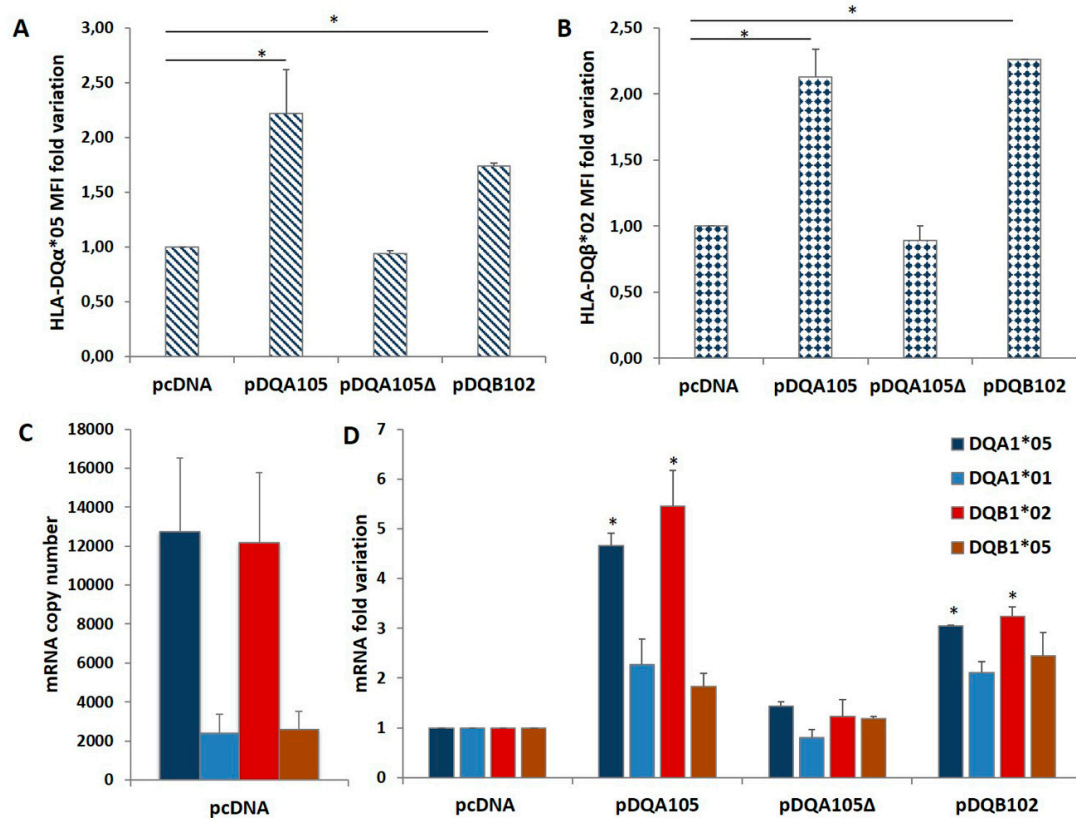 A
HLA-DQα*05 MFI fold variation
3,00
2,50
2,00
1,50
1,00
0,50
0,00
*
*
pcDNA pDQA105 pDQA105Δ pDQB102
B
HLA-DQβ*02 MFI fold variation
2,50
2,00
1,50
1,00
0,50
0,00
*
*
pcDNA pDQA105 pDQA105Δ pDQB102
C
mRNA copy number
18000
16000
14000
12000
10000
8000
6000
4000
2000
0
pcDNA
D
mRNA fold variation
7
6
5
4
3
2
1
0
* *
* *
pcDNA pDQA105 pDQA105Δ pDQB102
DQA1*05
DQA1*01
DQB1*02
DQB1*05